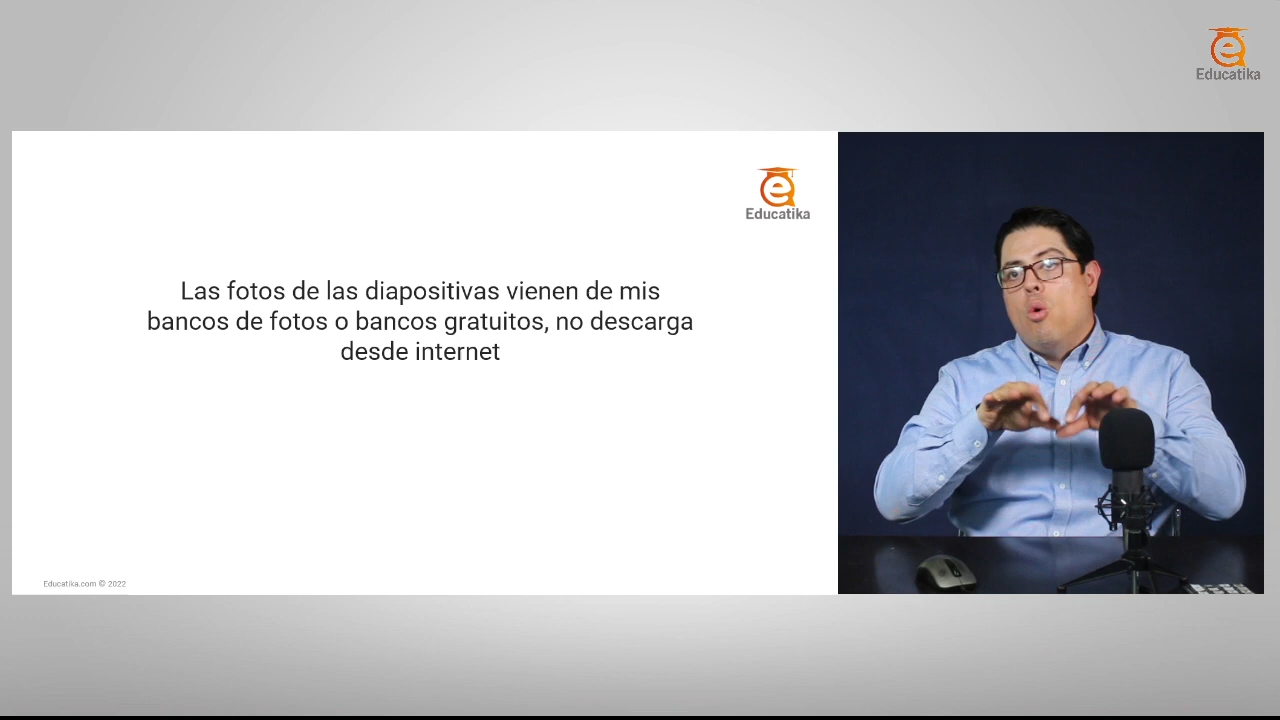 Educatika
Educatika
Las fotos de las diapositivas vienen de mis
bancos de fotos o bancos gratuitos, no descarga
desde internet
Educatika.com © 2022